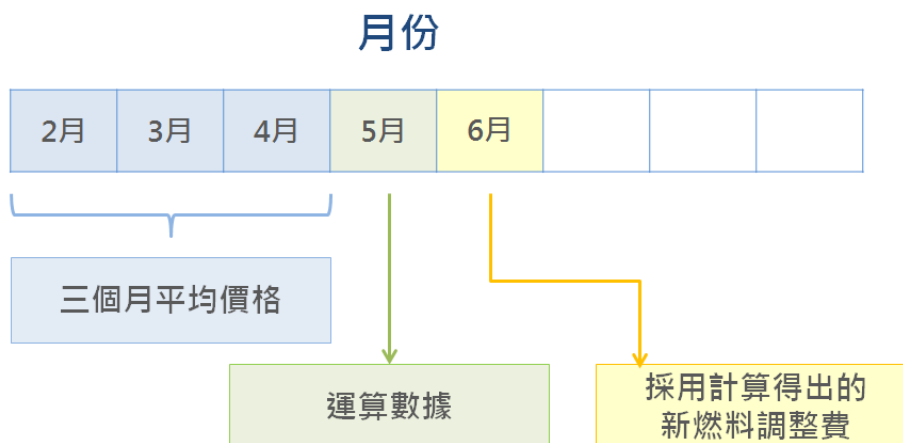 月份
2月 3月 4月 5月 6月
三個月平均價格
運算數據
採用計算得出的
新燃料調整費